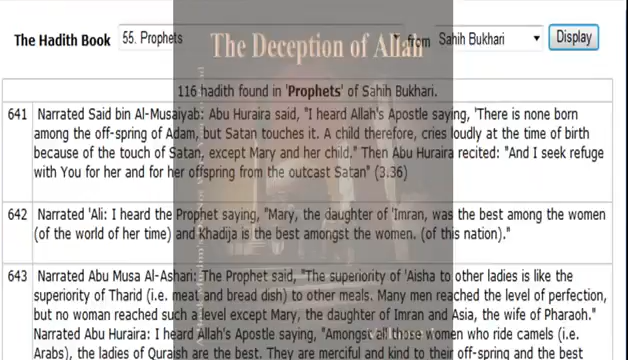 The Hadith Book 55. Prophets from Sahih Bukhari Display
The Deception of Allah
116 hadith found in 'Prophets' of Sahih Bukhari.
641 Narrated Said bin Al-Musaiyab: Abu Huraira said, "I heard Allah's Apostle saying, 'There is none born
among the off-spring of Adam, but Satan touches it. A child therefore, cries loudly at the time of birth
because of the touch of Satan, except Mary and her child." Then Abu Huraira recited: "And I seek refuge
with You for her and for her offspring from the outcast Satan" (3.36)
642 Narrated 'Ali: I heard the Prophet saying, "Mary, the daughter of 'Imran, was the best among the women
(of the world of her time) and Khadija is the best amongst the women. (of this nation)."
643 Narrated Abu Musa Al-Ashari: The Prophet said, "The superiority of 'Aisha to other ladies is like the
superiority of Tharid (i.e. meat and bread dish) to other meals. Many men reached the level of perfection,
but no woman reached such a level except Mary, the daughter of Imran and Asia, the wife of Pharaoh."
Narrated Abu Huraira: I heard Allah's Apostle saying, "Amongst all those women who ride camels (i.e.
Arabs), the ladies of Quraish are the best. They are merciful and kind to their off-spring and the best